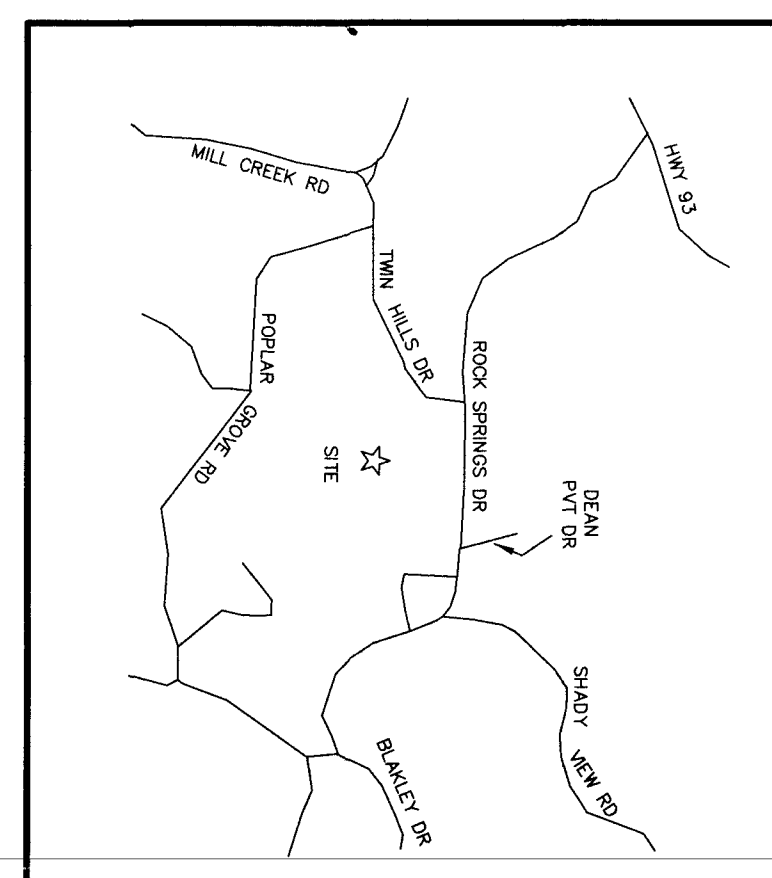 MILL CREEK RD
HWY 93
TWIN
HILLS DR
POPLAR
GROVE RD
ROCK SPRINGS DR
SITE
DEAN
PVT DR
SHADY
VIEW RD
BLAKLEY DR